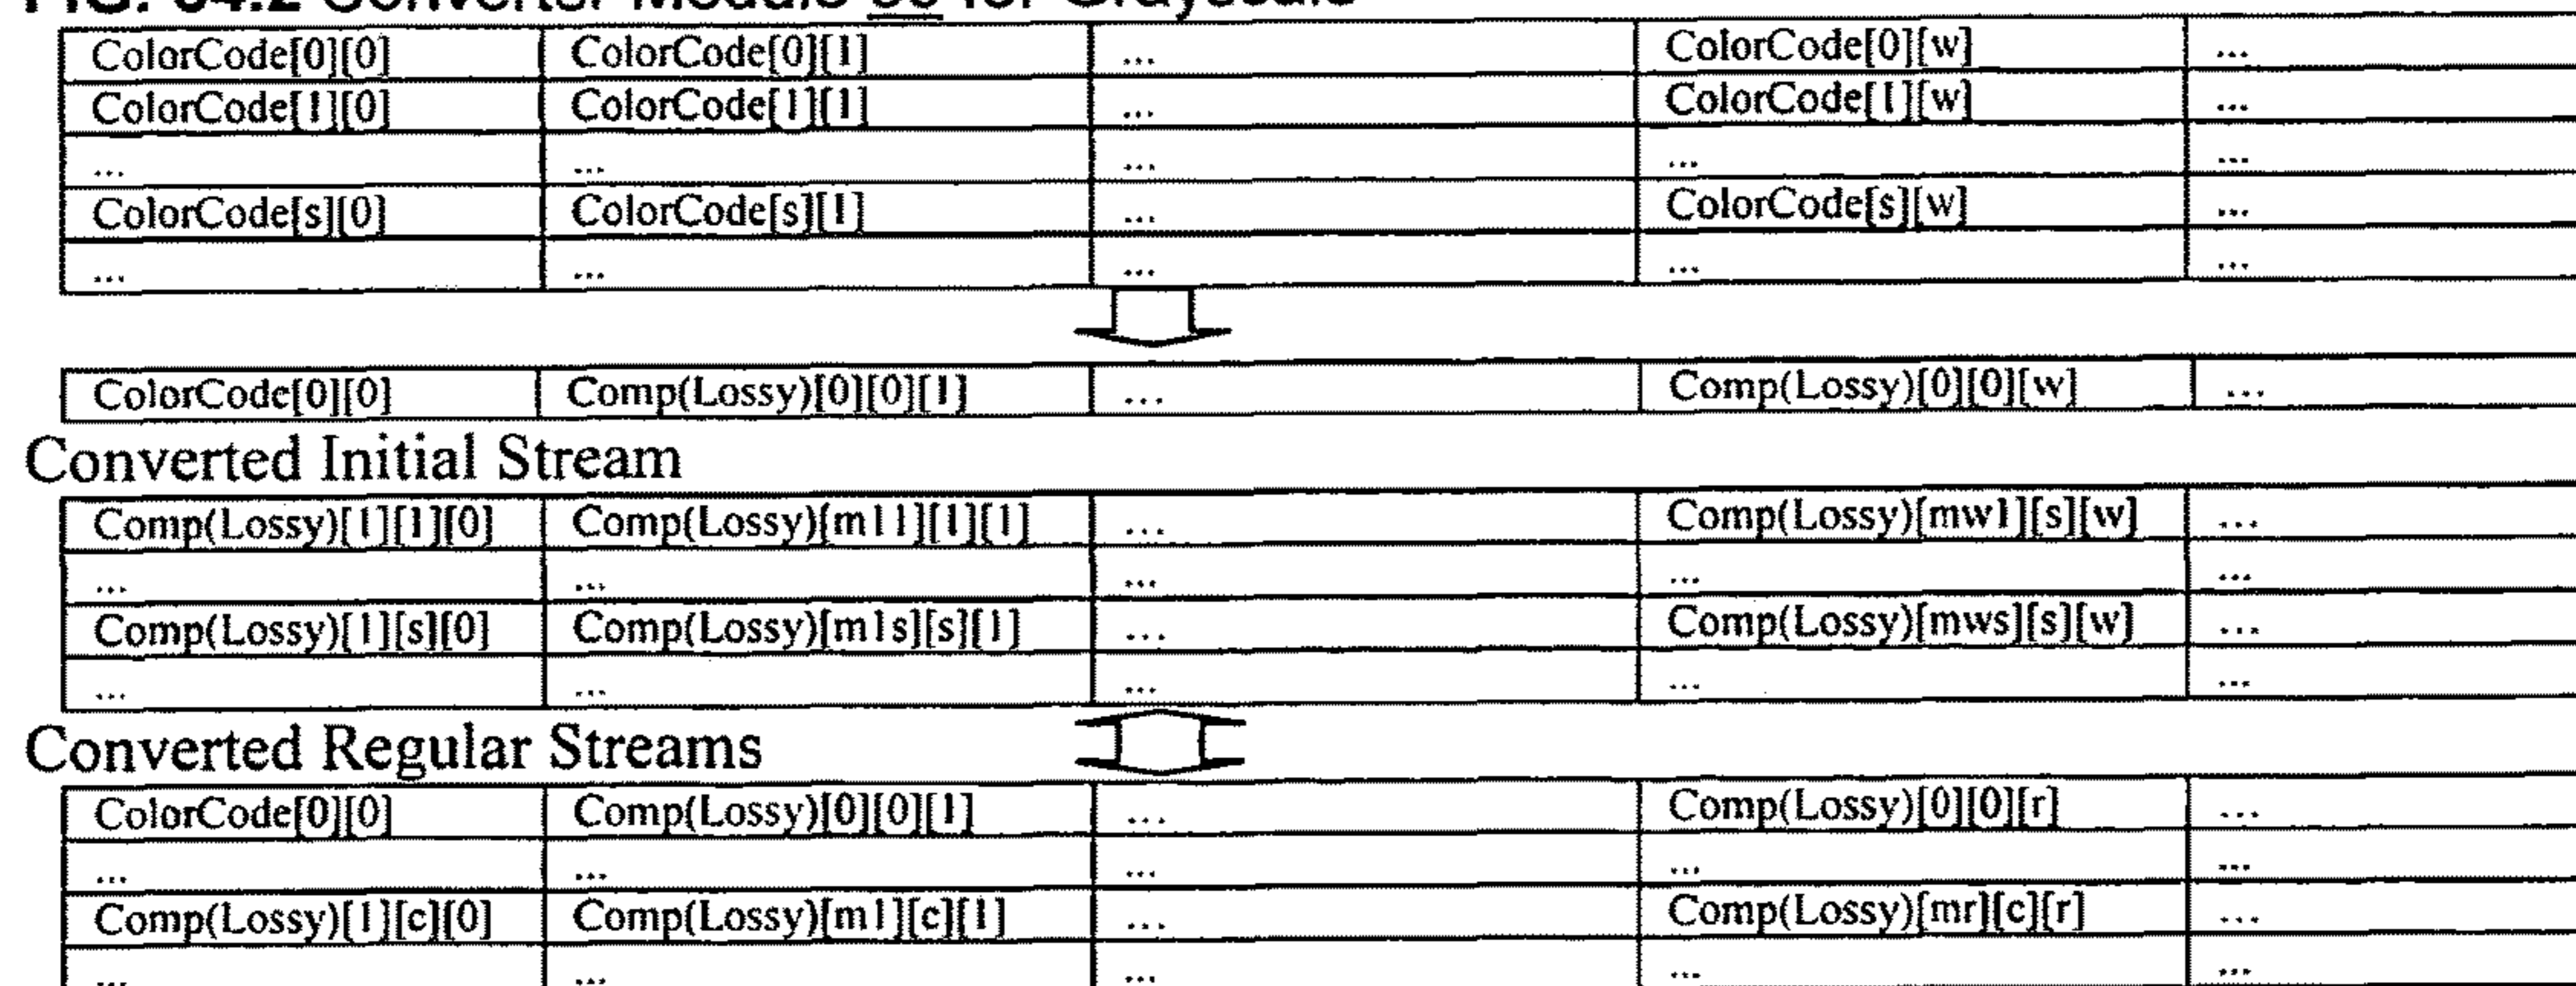 ColorCode[0][0] ColorCode[0][1] ... ColorCode[0][w] ...
ColorCode[1][0] ColorCode[1][1] ... ColorCode[1][w] ...
... ... ... ... ...
ColorCode[s][0] ColorCode[s][1] ... ColorCode[s][w] ...
... ... ... ... ...
ColorCode[0][0] Comp(Lossy)[0][0][1] ... Comp(Lossy)[0][0][w] ...
Converted Initial Stream
Comp(Lossy)[1][1][0] Comp(Lossy)[m11][1][1] ... Comp(Lossy)[mw1][s][w] ...
... ... ... ... ...
Comp(Lossy)[1][s][0] Comp(Lossy)[m1s][s][1] ... Comp(Lossy)[mws][s][w] ...
... ... ... ... ...
Converted Regular Streams
ColorCode[0][0] Comp(Lossy)[0][0][1] ... Comp(Lossy)[0][0][r] ...
... ... ... ... ...
Comp(Lossy)[1][c][0] Comp(Lossy)[m1][c][1] ... Comp(Lossy)[mr][c][r] ...
... ... ... ... ...